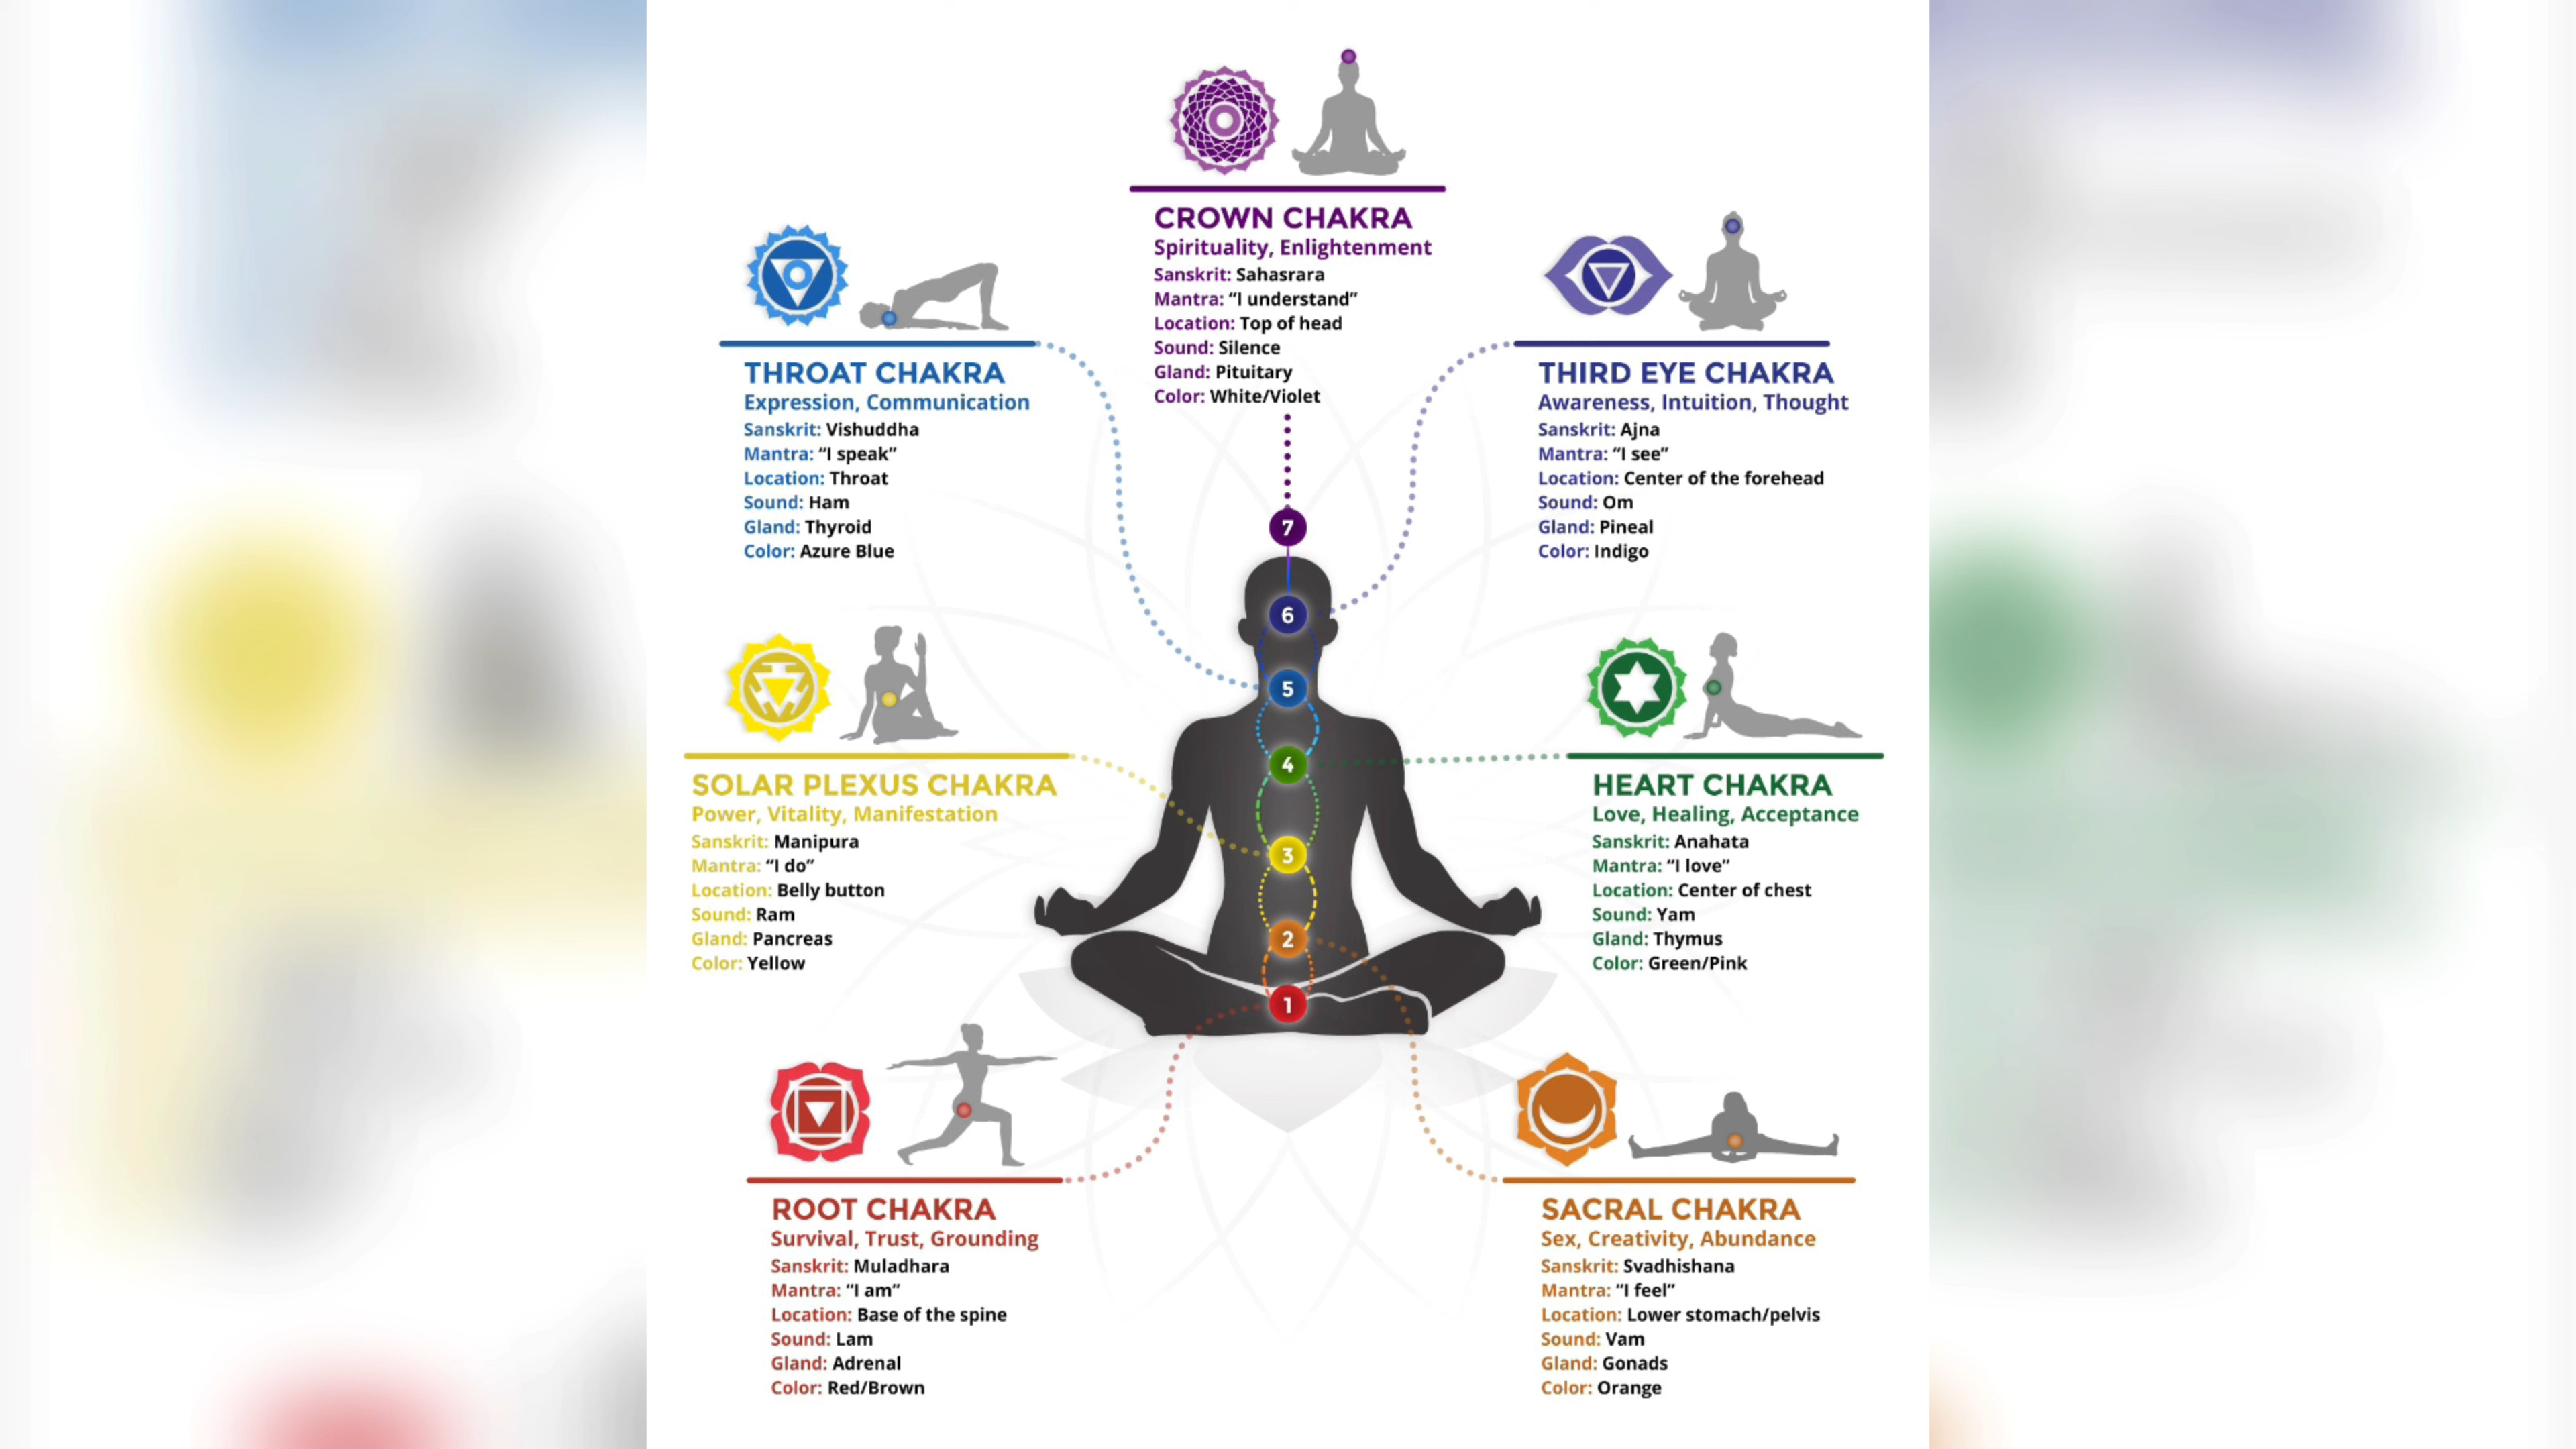 CROWN CHAKRA
Spirituality, Enlightenment
Sanskrit: Sahasrara
Mantra: “I understand”
Location: Top of head
Sound: Silence
Gland: Pituitary
Color: White/Violet
THROAT CHAKRA
Expression, Communication
Sanskrit: Vishuddha
Mantra: “I speak”
Location: Throat
Sound: Ham
Gland: Thyroid
Color: Azure Blue
THIRD EYE CHAKRA
Awareness, Intuition, Thought
Sanskrit: Ajna
Mantra: “I see”
Location: Center of the forehead
Sound: Om
Gland: Pineal
Color: Indigo
7
6
5
4
3
2
1
SOLAR PLEXUS CHAKRA
Power, Vitality, Manifestation
Sanskrit: Manipura
Mantra: “I do”
Location: Belly button
Sound: Ram
Gland: Pancreas
Color: Yellow
HEART CHAKRA
Love, Healing, Acceptance
Sanskrit: Anahata
Mantra: “I love”
Location: Center of chest
Sound: Yam
Gland: Thymus
Color: Green/Pink
ROOT CHAKRA
Survival, Trust, Grounding
Sanskrit: Muladhara
Mantra: “I am”
Location: Base of the spine
Sound: Lam
Gland: Adrenal
Color: Red/Brown
SACRAL CHAKRA
Sex, Creativity, Abundance
Sanskrit: Svadhishana
Mantra: “I feel”
Location: Lower stomach/pelvis
Sound: Vam
Gland: Gonads
Color: Orange